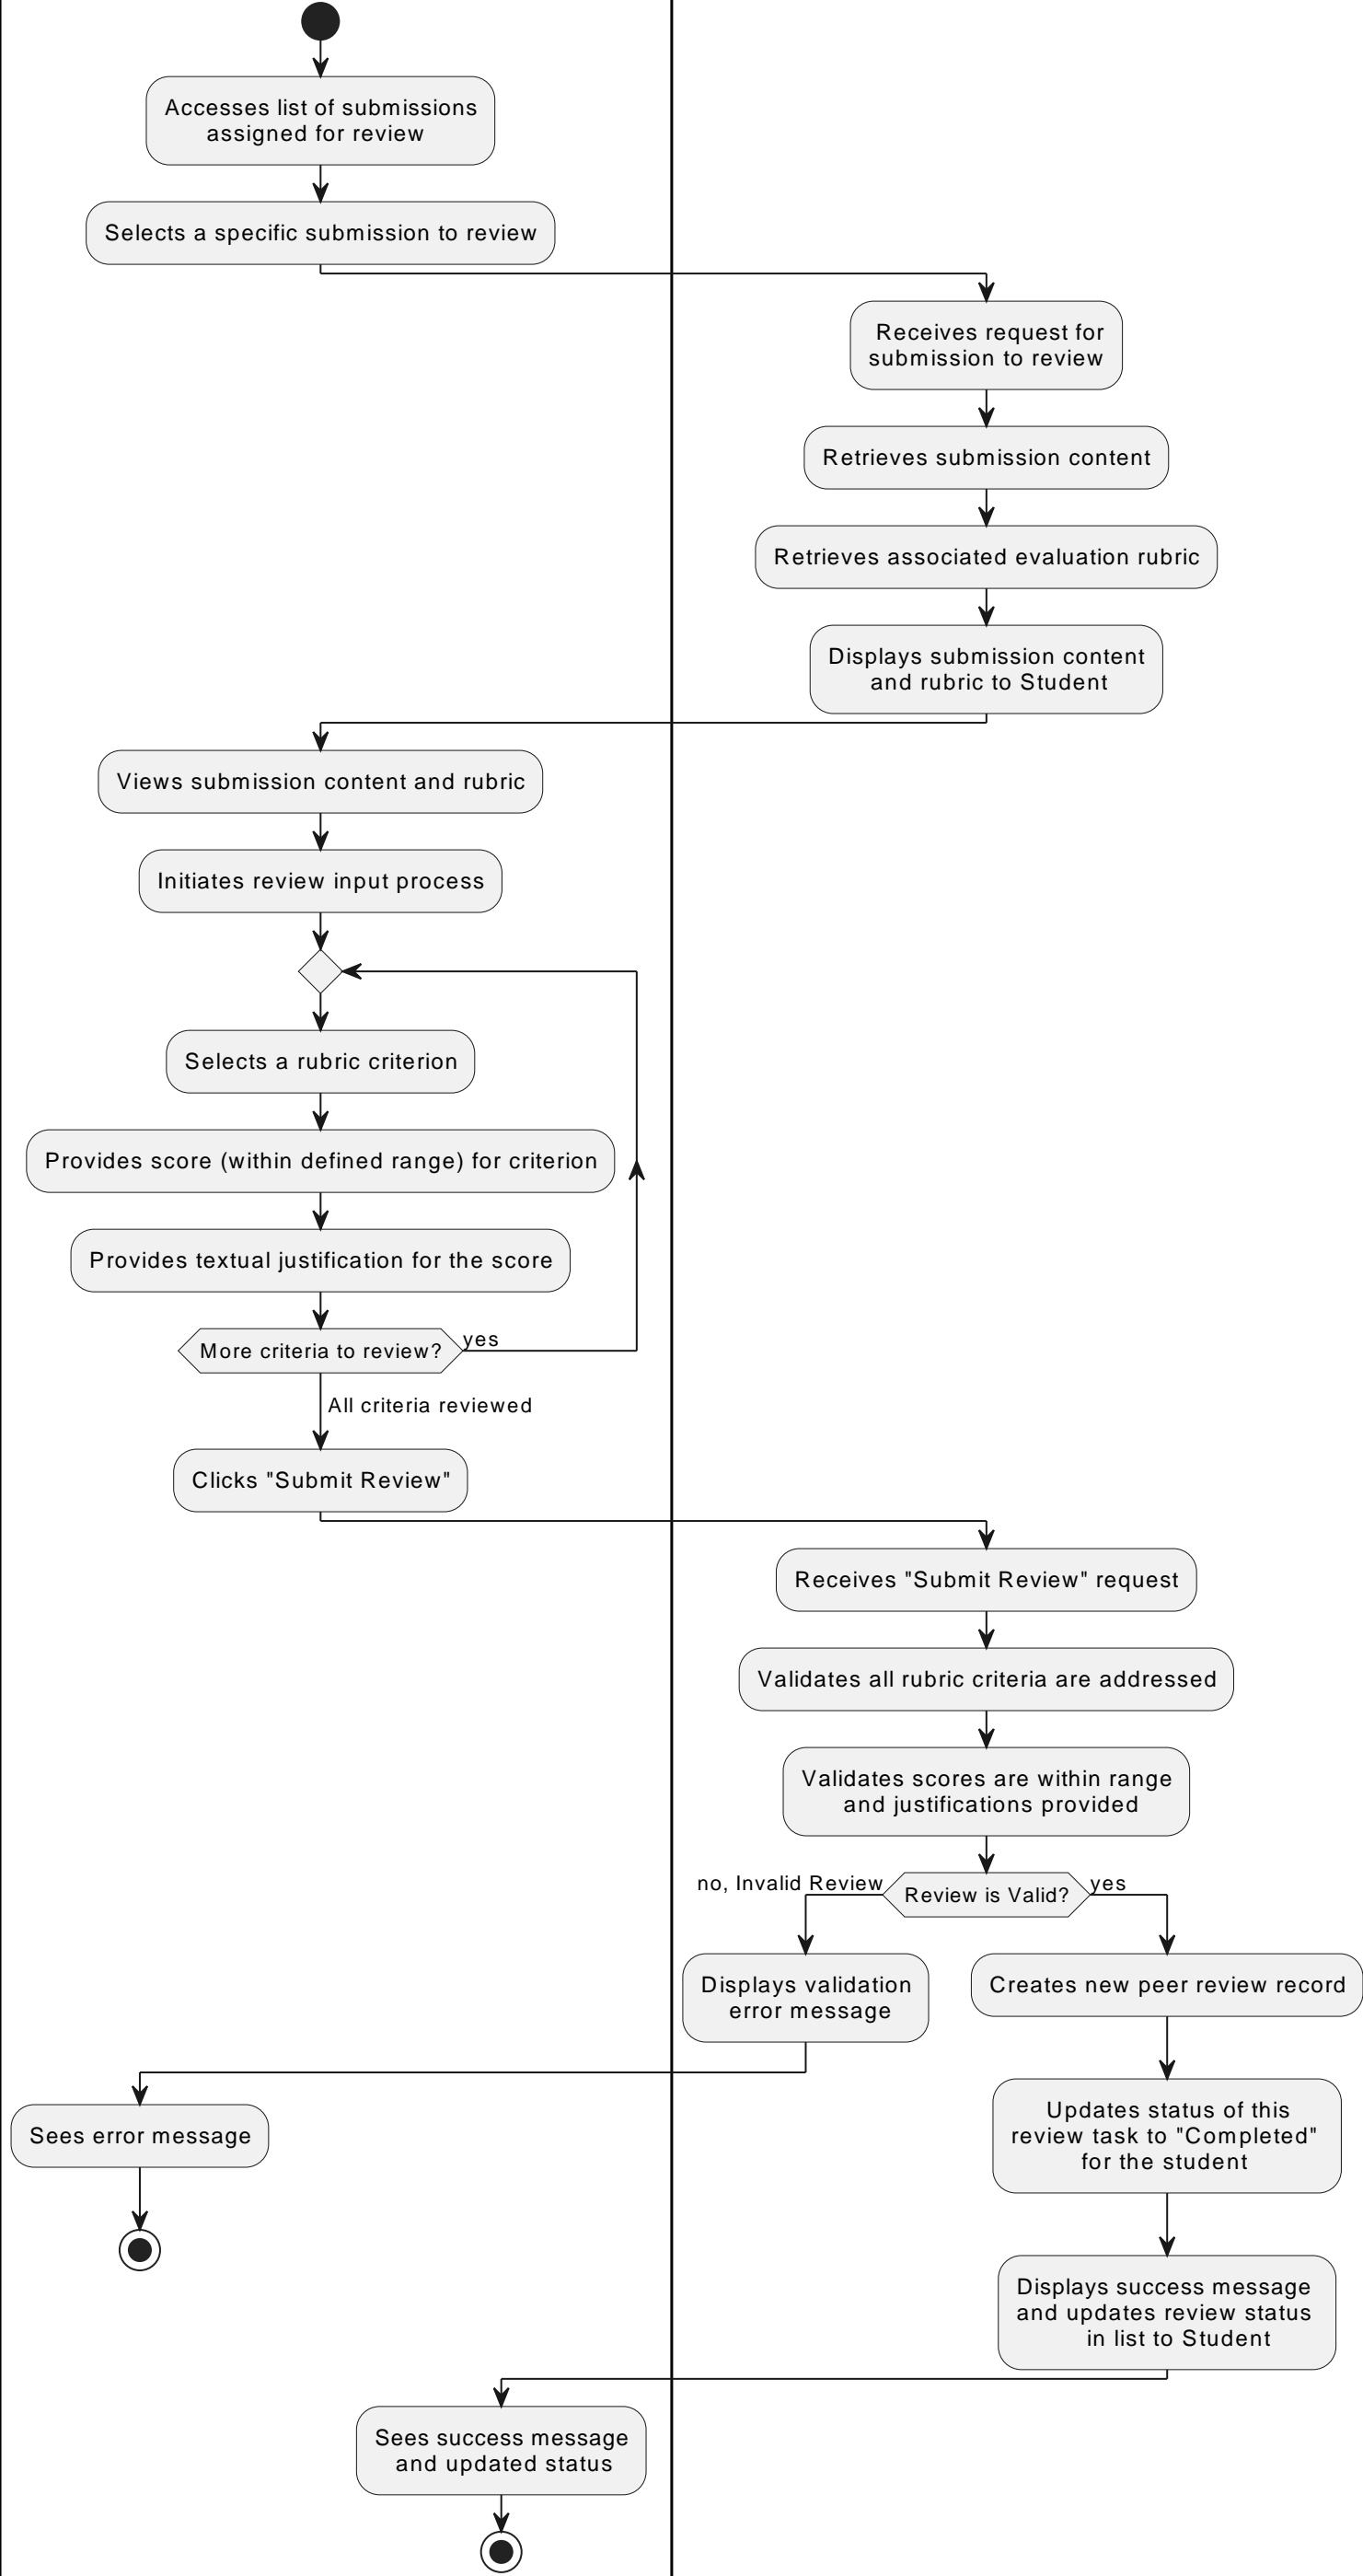 Accesses list of submissions
assigned for review
Selects a specific submission to review
Receives request for
submission to review
Retrieves submission content
Retrieves associated evaluation rubric
Displays submission content
and rubric to Student
Views submission content and rubric
Initiates review input process
Selects a rubric criterion
Provides score (within defined range) for criterion
Provides textual justification for the score
More criteria to review?
yes
All criteria reviewed
Clicks "Submit Review"
Receives "Submit Review" request
Validates all rubric criteria are addressed
Validates scores are within range
and justifications provided
no, Invalid Review
Review is Valid?
yes
Displays validation
error message
Creates new peer review record
Sees error message
Updates status of this
review task to "Completed"
for the student
Displays success message
and updates review status
in list to Student
Sees success message
and updated status